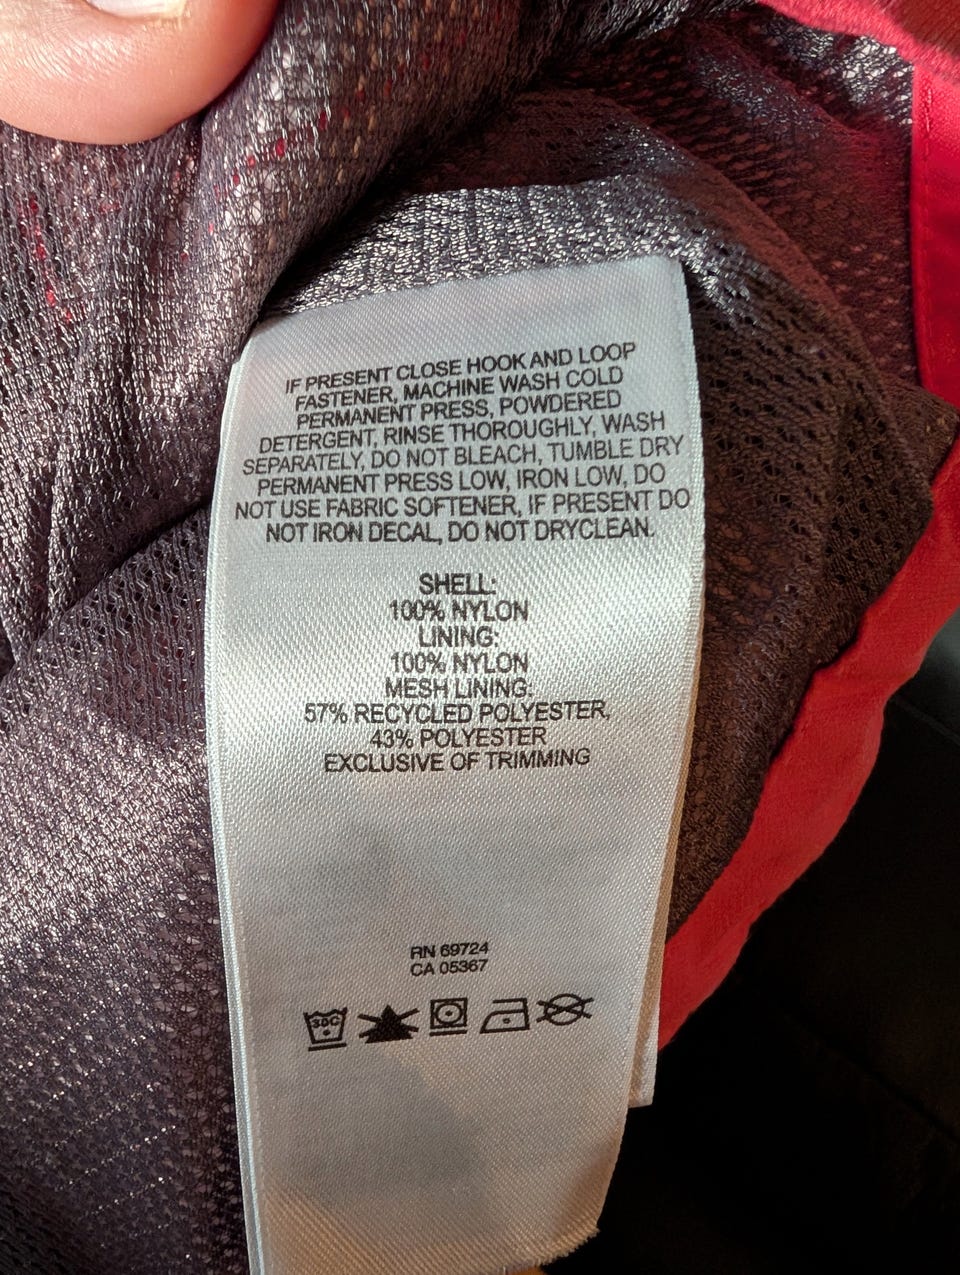 IF PRESENT CLOSE HOOK AND LOOP
FASTENER, MACHINE WASH COLD
PERMANENT PRESS, POWDERED
DETERGENT, RINSE THOROUGHLY, WASH
SEPARATELY, DO NOT BLEACH, TUMBLE DRY
PERMANENT PRESS LOW, IRON LOW, DO
NOT USE FABRIC SOFTENER, IF PRESENT DO
NOT IRON DECAL, DO NOT DRYCLEAN.
SHELL:
100% NYLON
LINING:
100% NYLON
MESH LINING:
57% RECYCLED POLYESTER,
43% POLYESTER
EXCLUSIVE OF TRIMMING
RN 69724
CA 05367
30C